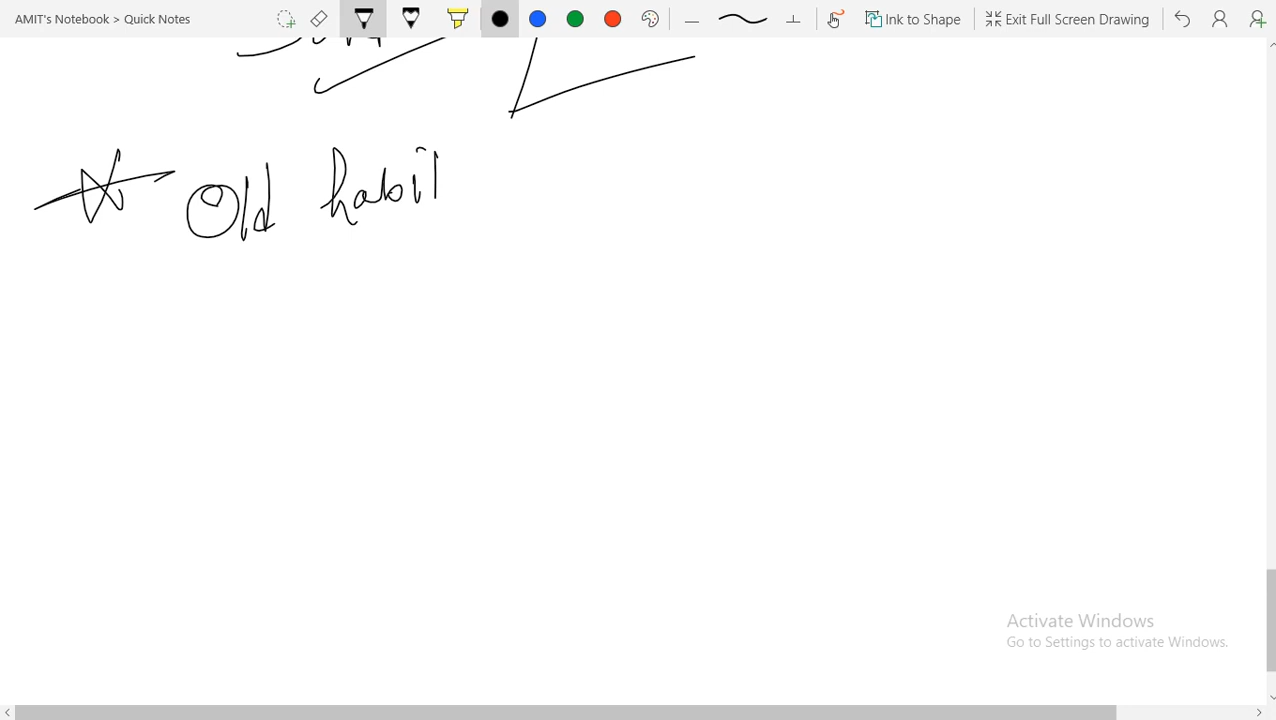 AMIT's Notebook > Quick Notes
Ink to Shape
Exit Full Screen Drawing
Old habit
Activate Windows
Go to Settings to activate Windows.